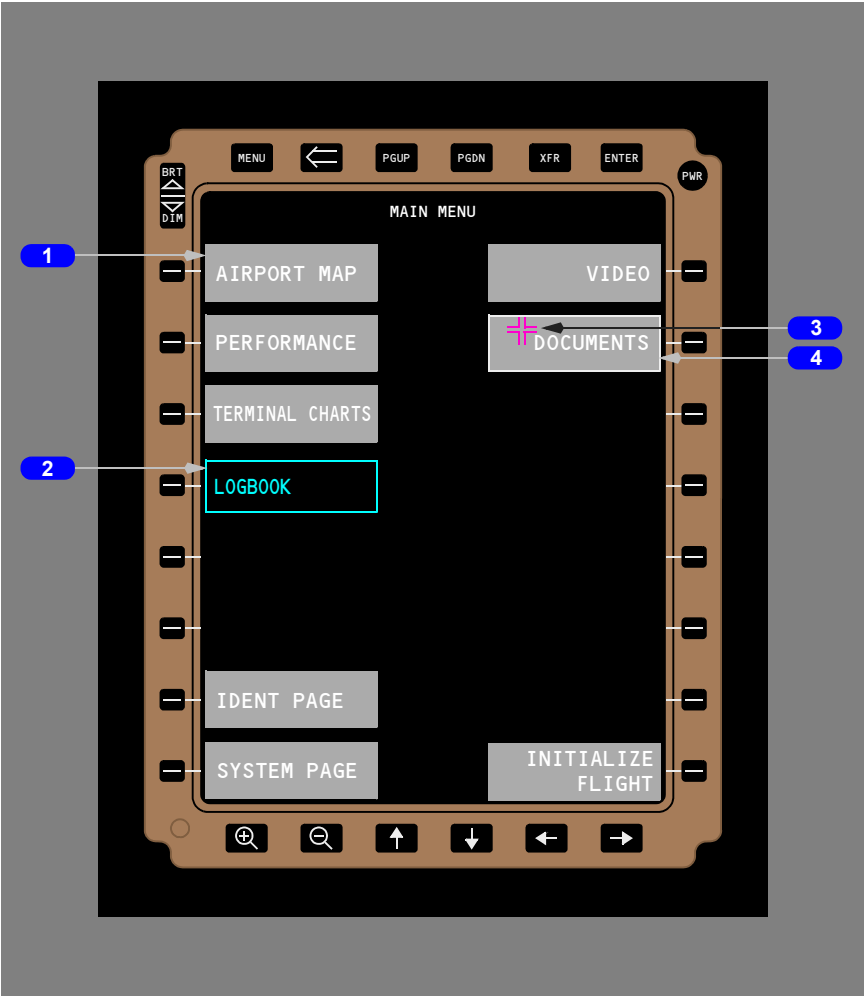 MENU
PGUP
PGDN
XFR
ENTER
BRT
DIM
PWR
MAIN MENU
1
AIRPORT MAP
VIDEO
3
PERFORMANCE
DOCUMENTS
4
TERMINAL CHARTS
2
LOGBOOK
IDENT PAGE
SYSTEM PAGE
INITIALIZE
FLIGHT